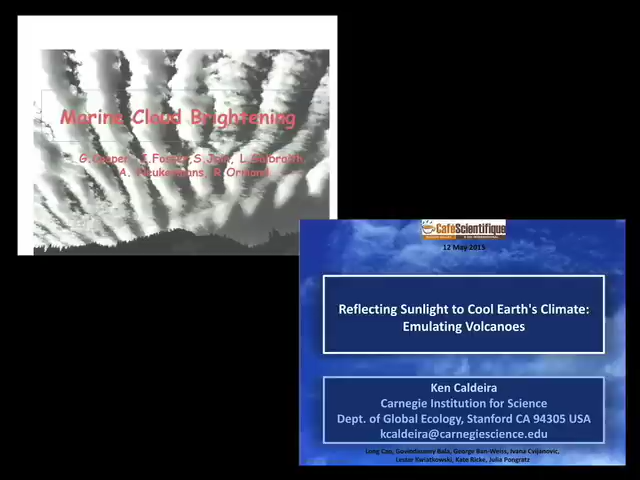 Marine Cloud Brightening
G.Cooper, J.Foster, S.Jain, L.Galbraith,
A. Neukermans, R.Ormond
CaféScientifique
12 May 2015
Reflecting Sunlight to Cool Earth's Climate:
Emulating Volcanoes
Ken Caldeira
Carnegie Institution for Science
Dept. of Global Ecology, Stanford CA 94305 USA
kcaldeira@carnegiescience.edu
Long Cao, Govindasamy Bala, George Ban-Weiss, Ivana Cvijanovic,
Lester Kwiatkowski, Kate Ricke, Julia Pongratz